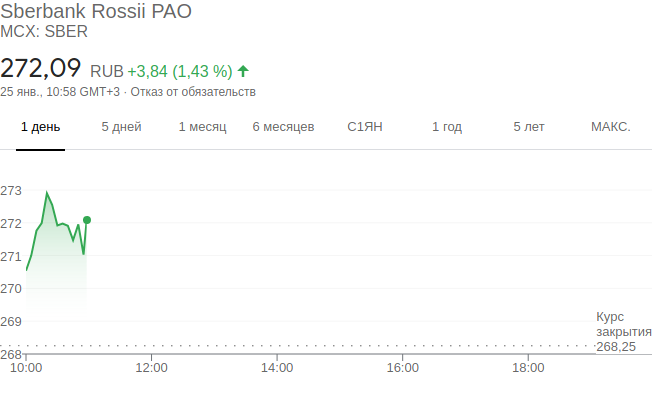 Sberbank Rossii PAO
MCX: SBER
272,09 RUB +3,84 (1,43 %)
25 янв., 10:58 GMT+3 · Отказ от обязательств
1 день 5 дней 1 месяц 6 месяцев С1ЯН 1 год 5 лет МАКС.
273
272
271
270
269
Курс
закрытия
268,25
268
10:00 12:00 14:00 16:00 18:00